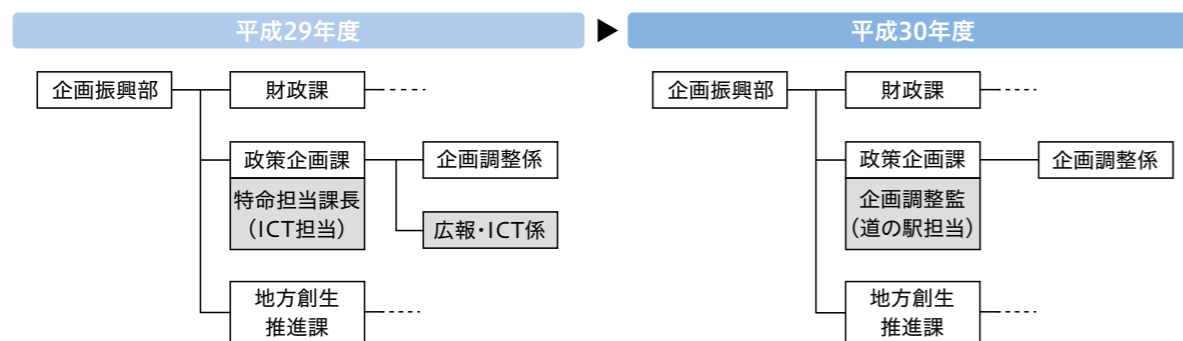 平成29年度
企画振興部
財政課
政策企画課
特命担当課長
(ICT担当)
企画調整係
広報・ICT係
地方創生
推進課
▶
平成30年度
企画振興部
財政課
政策企画課
企画調整監
(道の駅担当)
企画調整係
地方創生
推進課